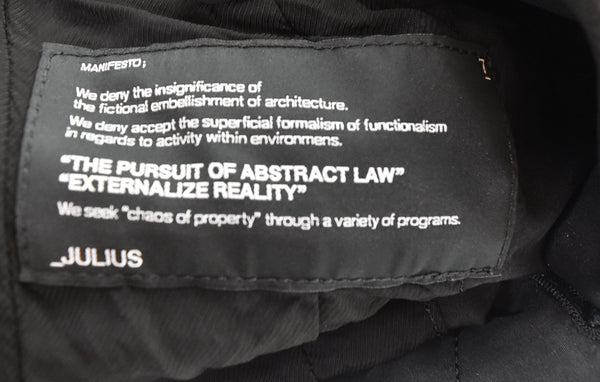 MANIFESTO;
We deny the insignificance of
the fictional embellishment of architecture.
We deny accept the superficial formalism of functionalism
in regards to activity within environmens.
"THE PURSUIT OF ABSTRACT LAW"
"EXTERNALIZE REALITY"
We seek "chaos of property" through a variety of programs.
_JULIUS